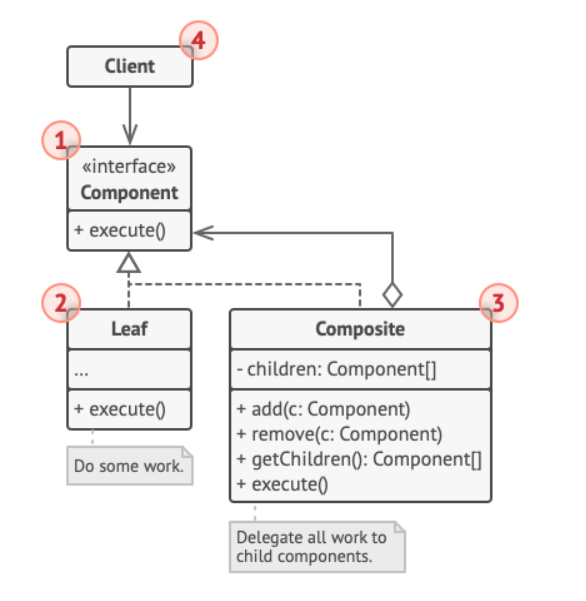 4
Client
1
«interface»
Component
+ execute()
2
Leaf
...
+ execute()
Do some work.
3
Composite
- children: Component[]
+ add(c: Component)
+ remove(c: Component)
+ getChildren(): Component[]
+ execute()
Delegate all work to
child components.